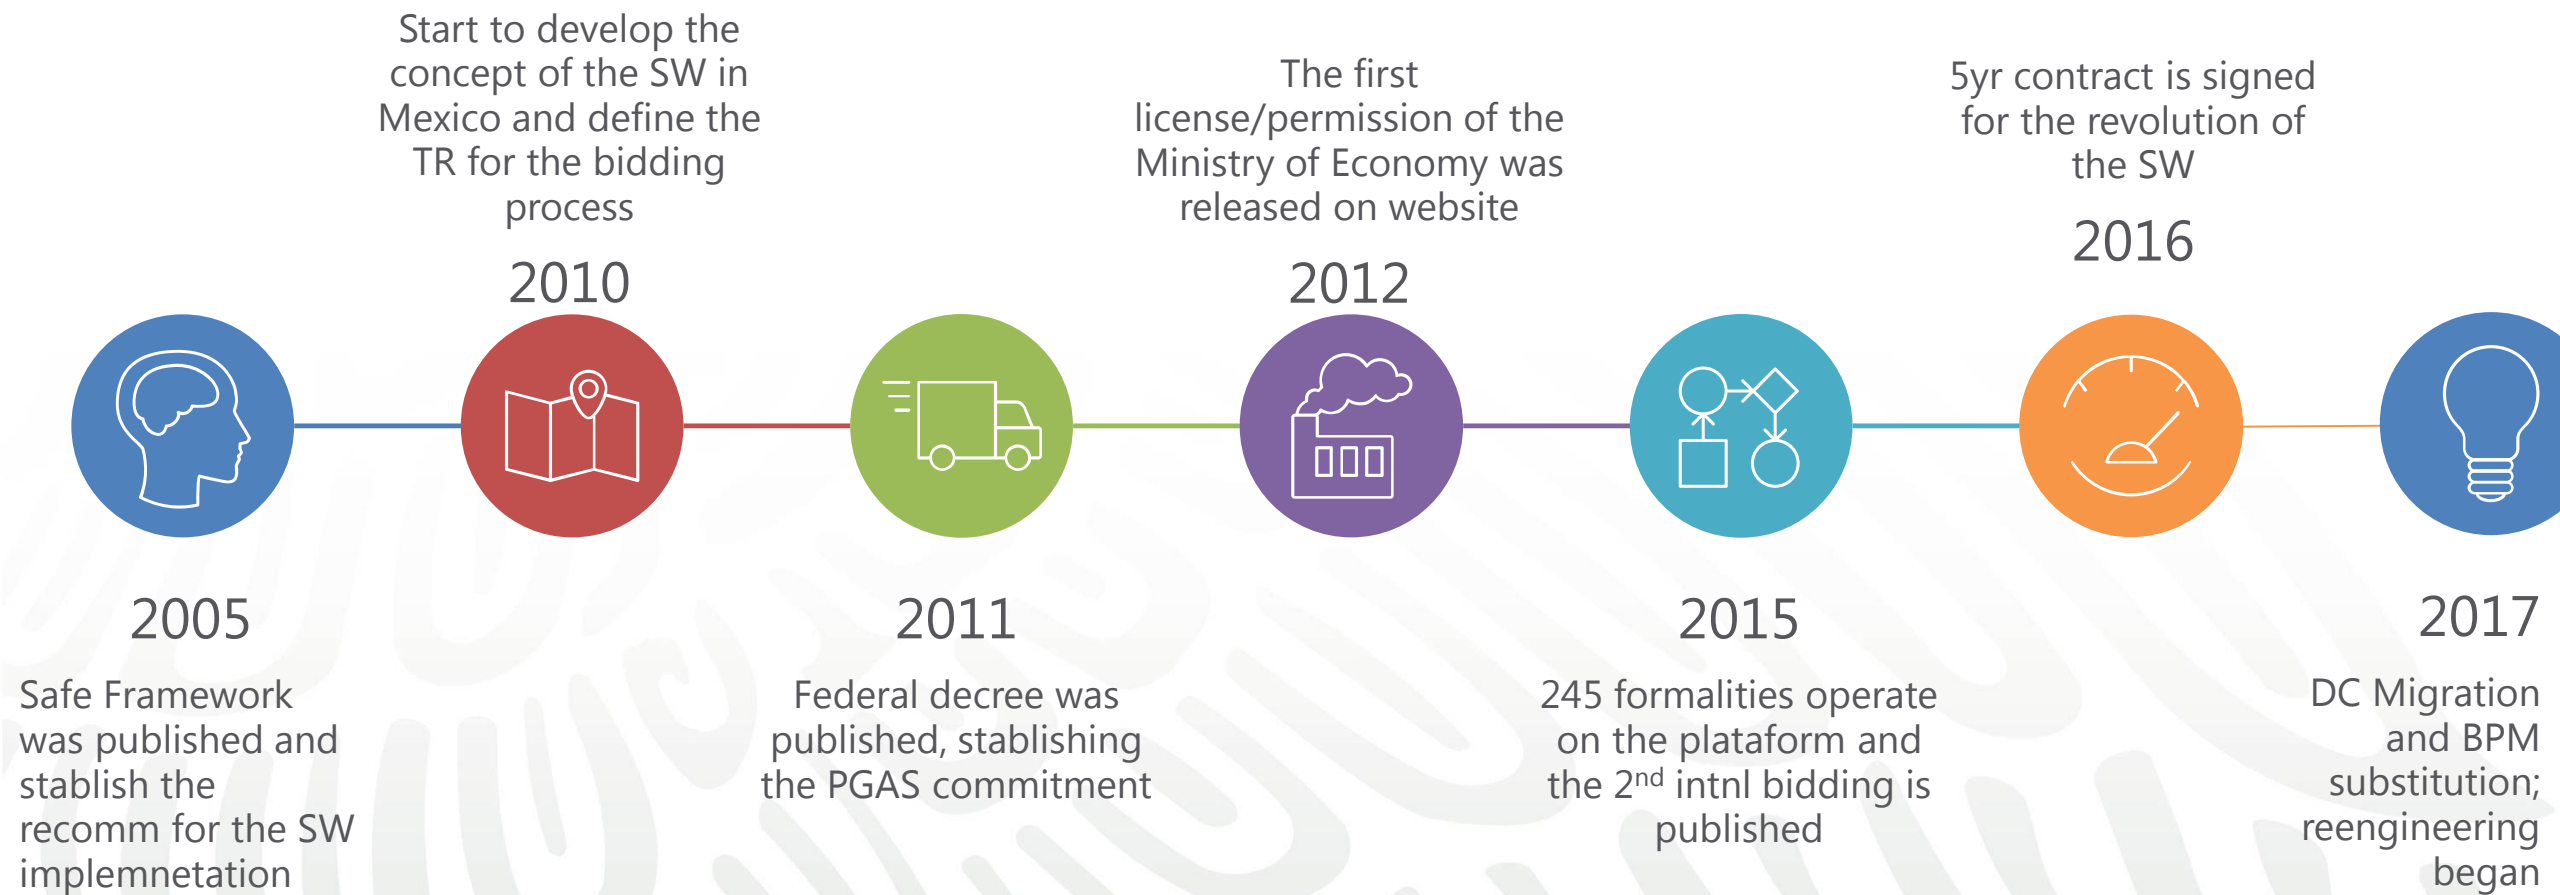 Start to develop the
concept of the SW in
Mexico and define the
TR for the bidding
process
2010
The first
license/permission of the
Ministry of Economy was
released on website
2012
5yr contract is signed
for the revolution of
the SW
2016
2005
Safe Framework
was published and
stablish the
recomm for the SW
implemnetation
2011
Federal decree was
published, stablishing
the PGAS commitment
2015
245 formalities operate
on the plataform and
the 2nd intnl bidding is
published
2017
DC Migration
and BPM
substitution;
reengineering
began